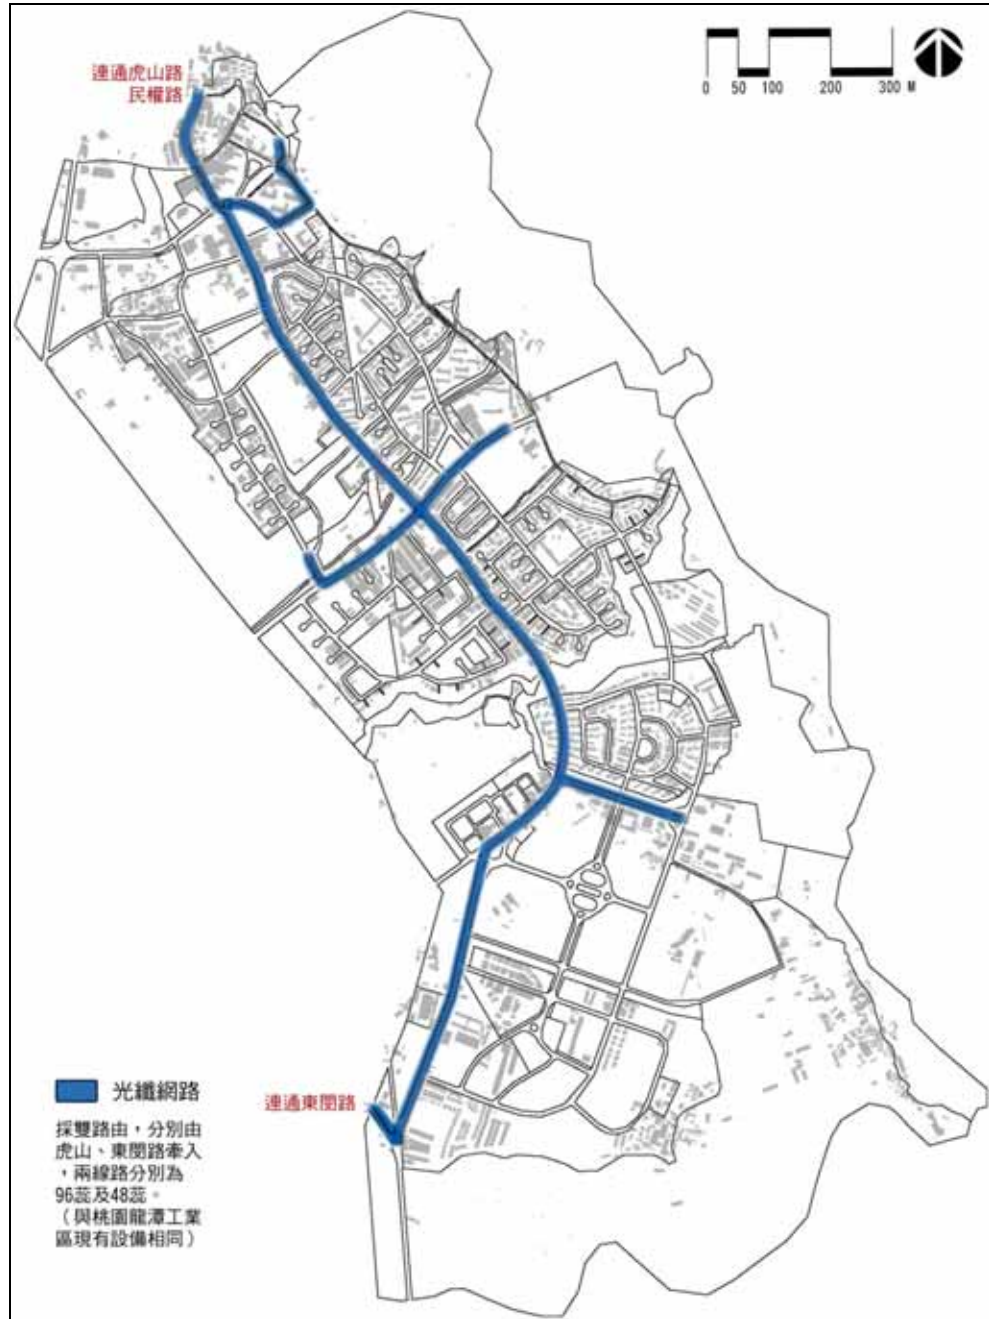 連通虎山路
民權路
0 50 100 200 300 M
連通東閔路
光纖網路
採雙路由，分別由
虎山、東閔路牽入
，兩線路分別為
96蕊及48蕊。
（與桃園龍潭工業
區現有設備相同）